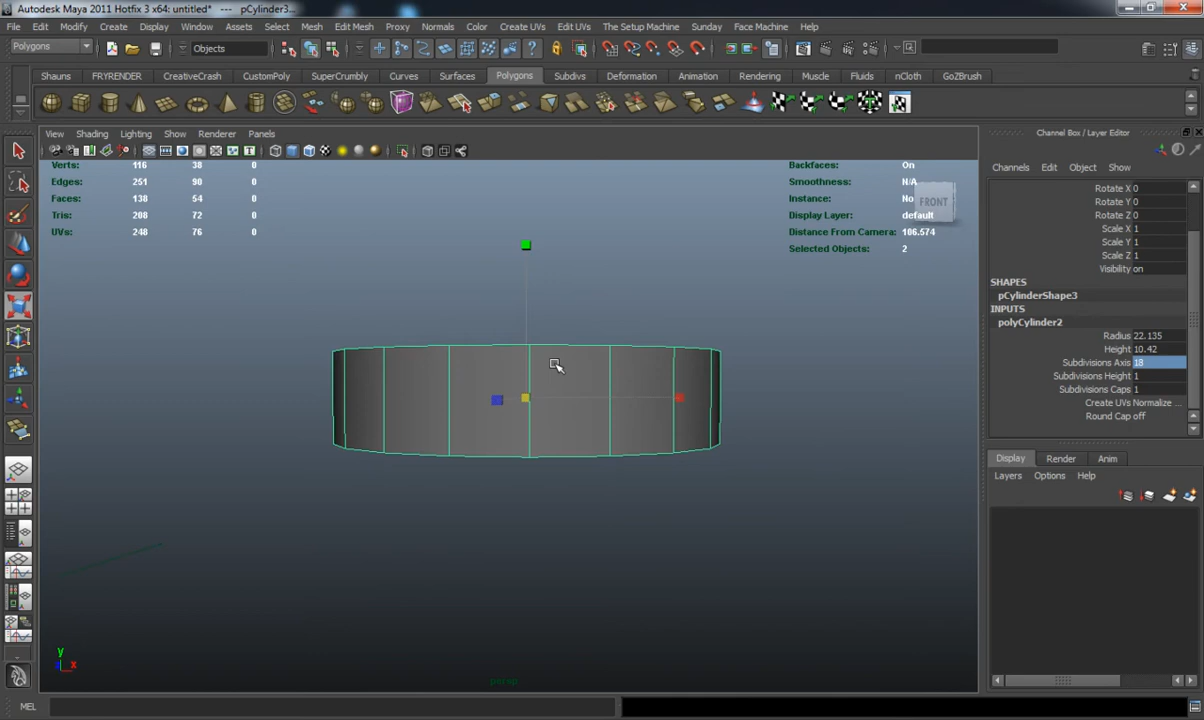 Autodesk Maya 2011 Hotfix 3 x64: untitled*   ---   pCylinder3...
File Edit Modify Create Display Window Assets Select Mesh Edit Mesh Proxy Normals Color Create UVs Edit UVs The Setup Machine Sunday Amazing Face Machine Help
Polygons Objects
Shauns FRYRENDER CreativeCrash CustomPoly SuperCrumbly Curves Surfaces Polygons Subdivs Deformation Animation Rendering Muscle Fluids nCloth GoZBrush
View Shading Lighting Show Renderer Panels
Channel Box / Layer Editor
Channels Edit Object Show
Verts: 116 38 0
Edges: 251 90 0
Faces: 138 54 0
Tris: 208 72 0
UVs: 248 76 0
Backfaces: On
Smoothness: N/A
Instance: No
Display Layer: default
Distance From Camera: 106.574
Selected Objects: 2
FRONT
Rotate X 0
Rotate Y 0
Rotate Z 0
Scale X 1
Scale Y 1
Scale Z 1
Visibility on
SHAPES
pCylinderShape3
INPUTS
polyCylinder2
Radius 22.135
Height 10.42
Subdivisions Axis 18
Subdivisions Height 1
Subdivisions Caps 1
Create UVs Normalize ...
Round Cap off
Display Render Anim
Layers Options Help
y
x
persp
MEL